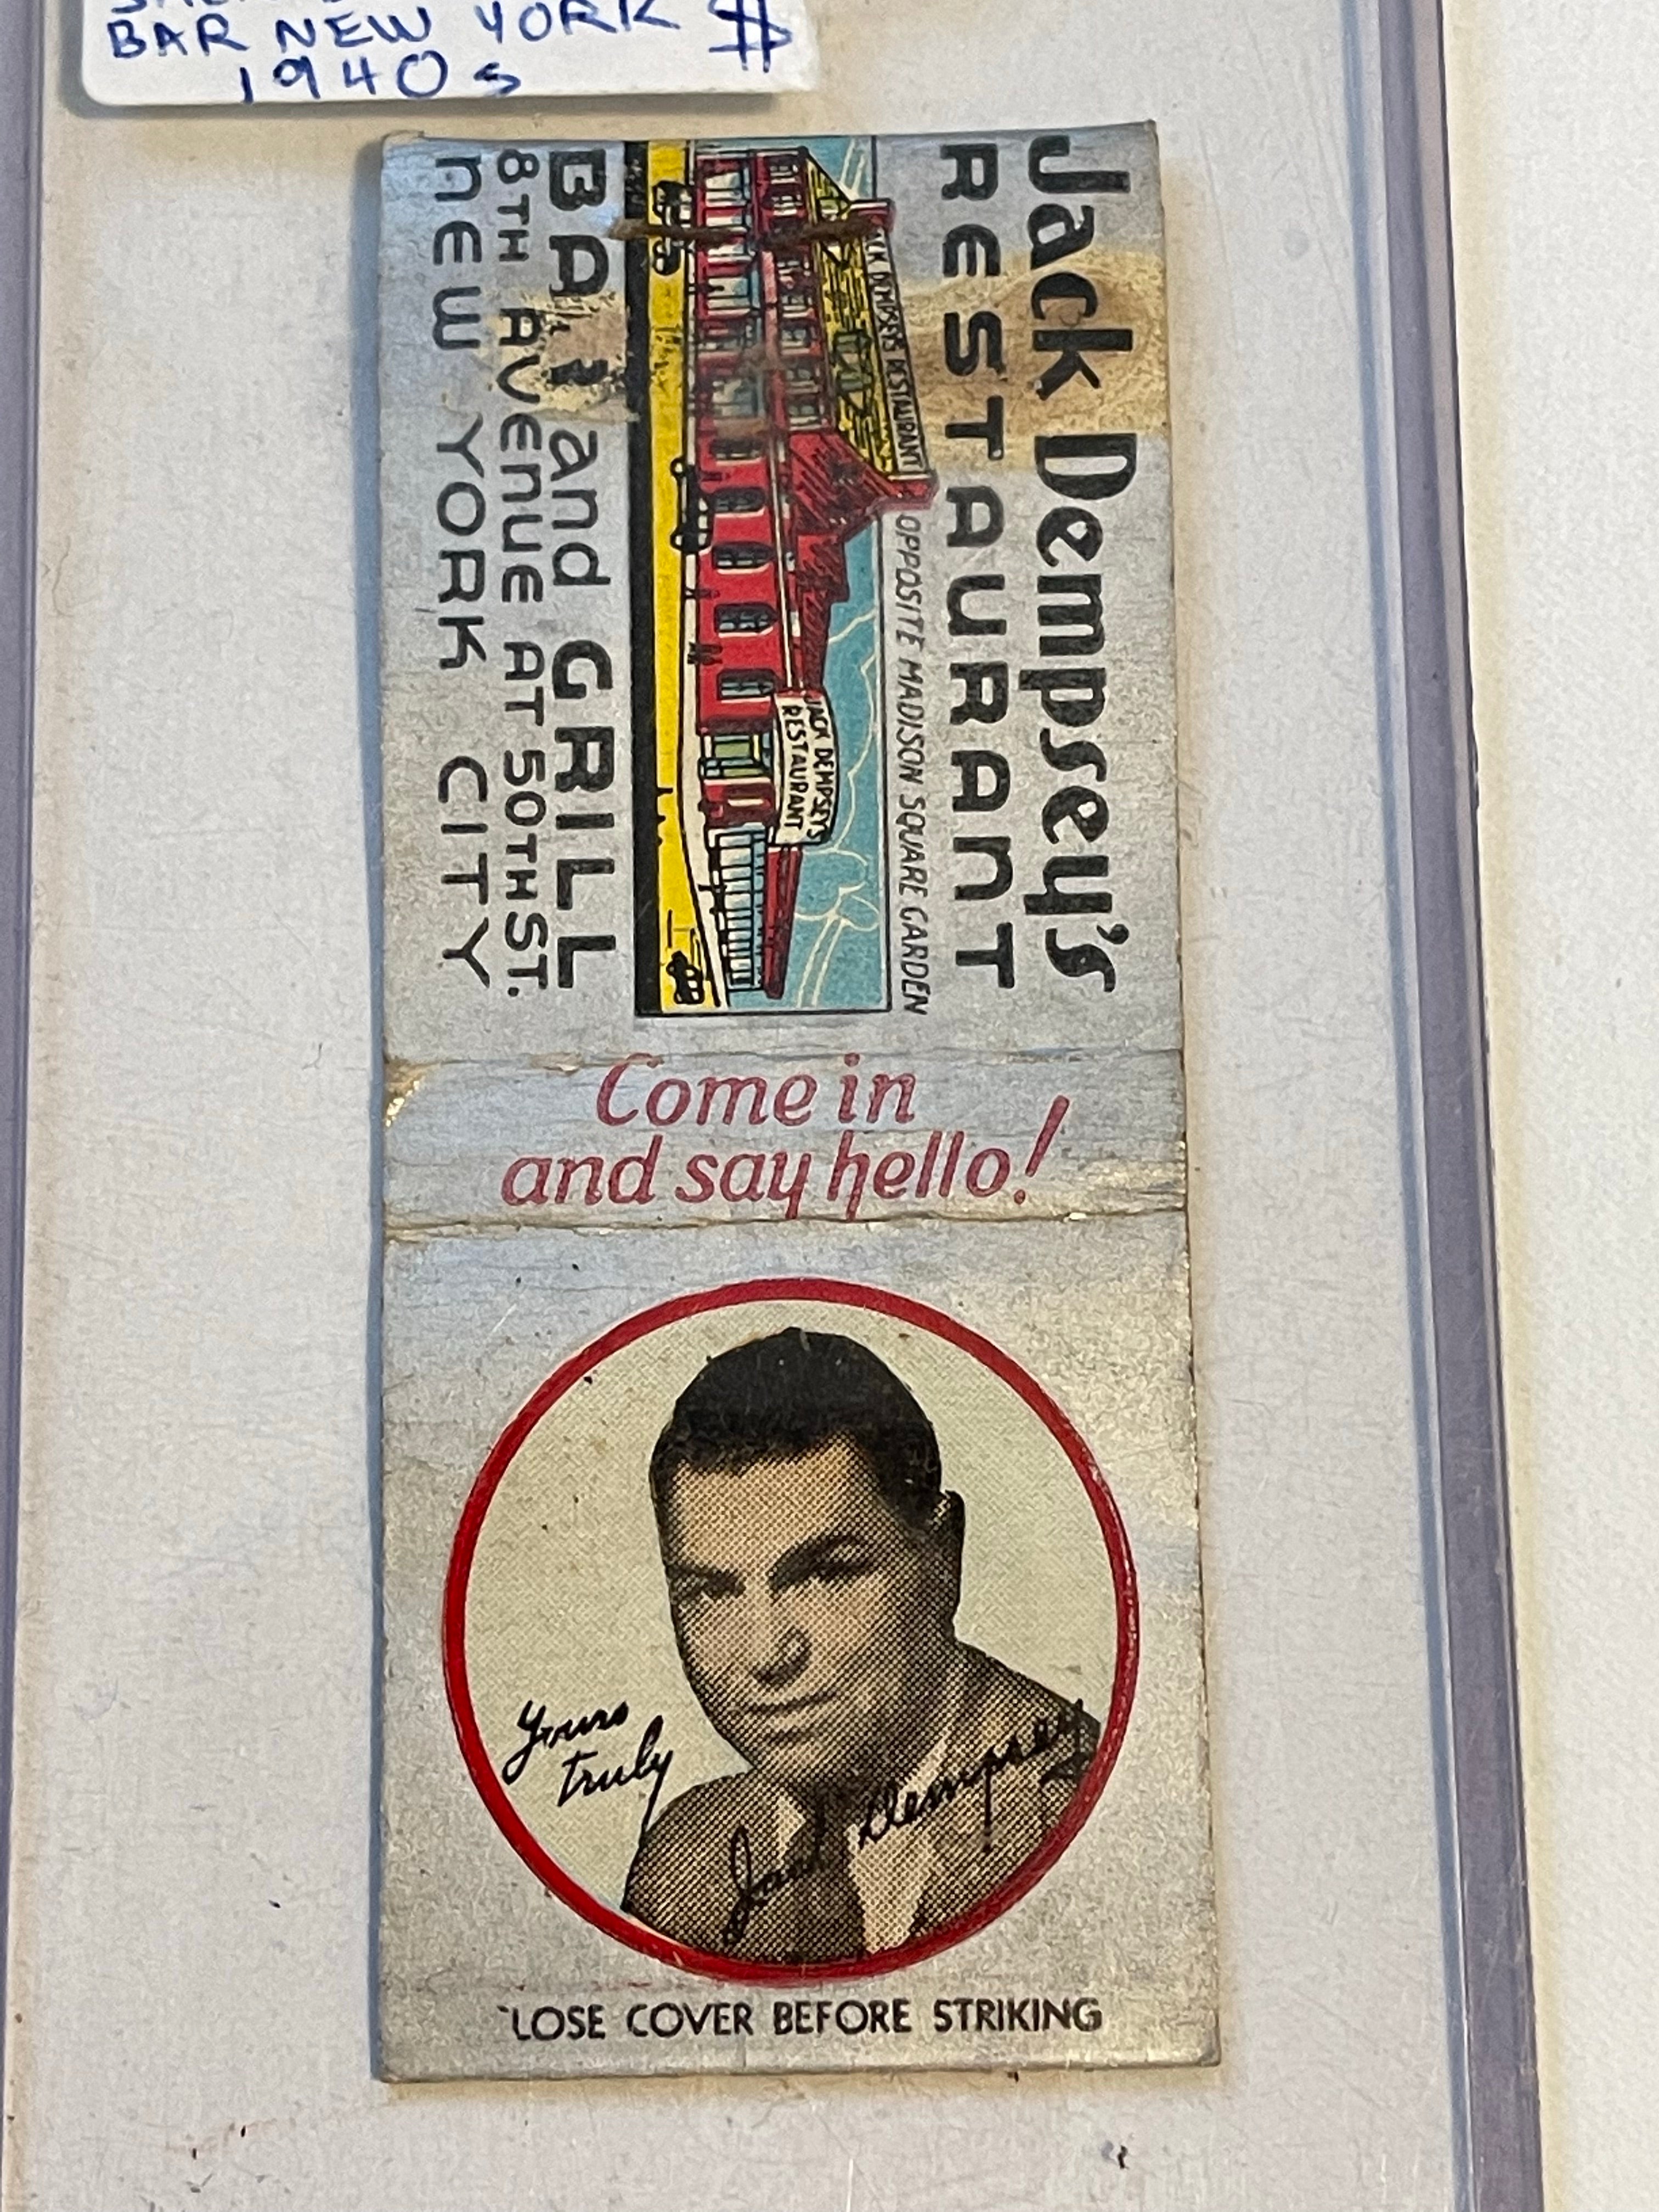 BAR NEW YORK $
1940s
Jack Dempsey's
RESTAURANT
OPPOSITE MADISON SQUARE GARDEN
JACK DEMPSEYS RESTAURANT
JACK DEMPSEY'S
RESTAURANT
BA and GRILL
8TH AVENUE AT 50TH ST.
NEW YORK CITY
Come in
and say hello!
Yours
truly
Jack Dempsey
LOSE COVER BEFORE STRIKING